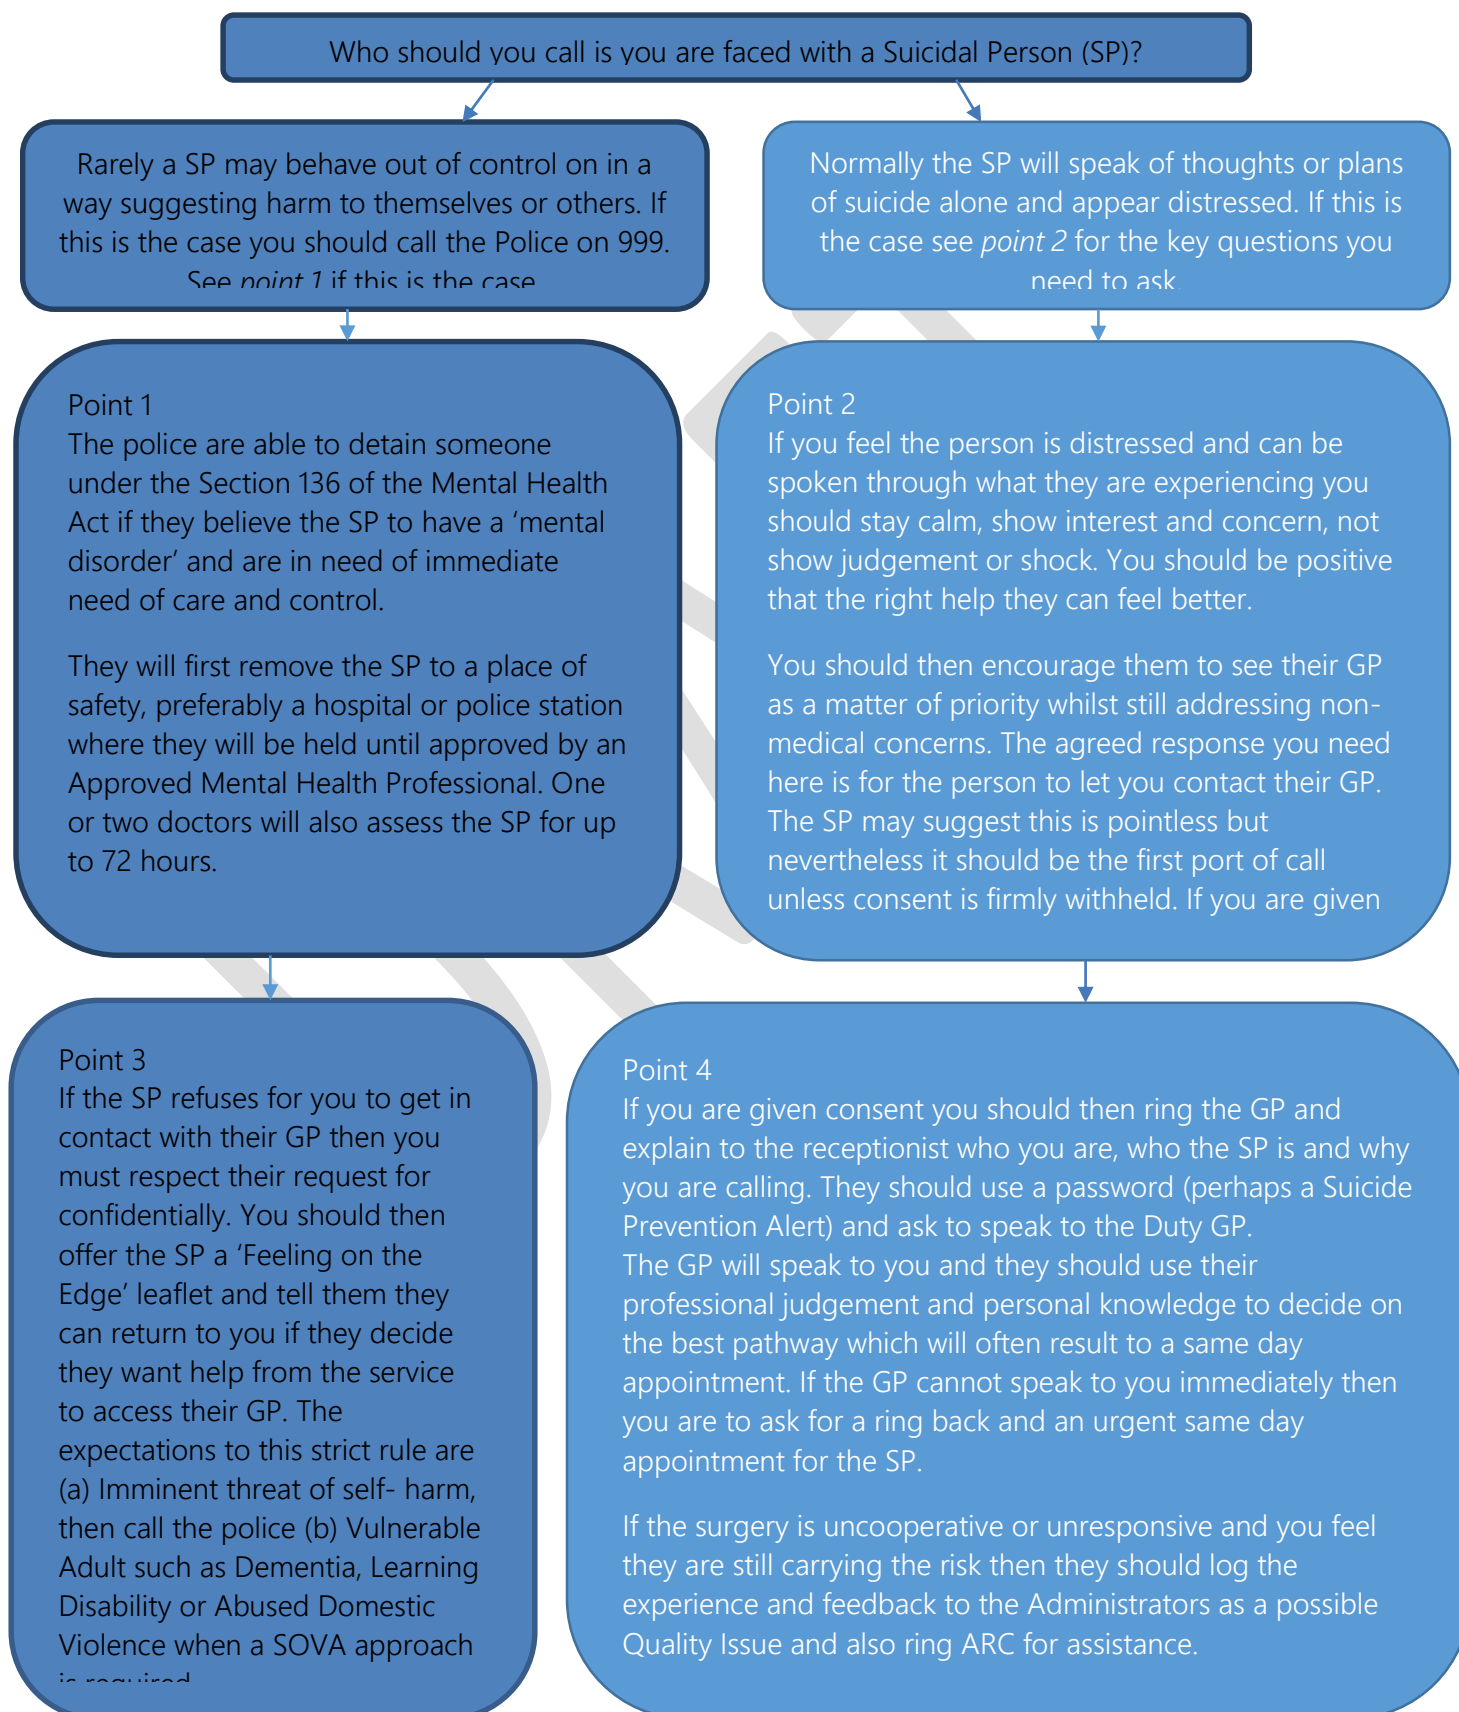 Who should you call is you are faced with a Suicidal Person (SP)?
Rarely a SP may behave out of control on in a
way suggesting harm to themselves or others. If
this is the case you should call the Police on 999.
See point 1 if this is the case
Normally the SP will speak of thoughts or plans
of suicide alone and appear distressed. If this is
the case see point 2 for the key questions you
need to ask.
Point 1
The police are able to detain someone
under the Section 136 of the Mental Health
Act if they believe the SP to have a ‘mental
disorder’ and are in need of immediate
need of care and control.
They will first remove the SP to a place of
safety, preferably a hospital or police station
where they will be held until approved by an
Approved Mental Health Professional. One
or two doctors will also assess the SP for up
to 72 hours.
Point 2
If you feel the person is distressed and can be
spoken through what they are experiencing you
should stay calm, show interest and concern, not
show judgement or shock. You should be positive
that the right help they can feel better.
You should then encourage them to see their GP
as a matter of priority whilst still addressing non-
medical concerns. The agreed response you need
here is for the person to let you contact their GP.
The SP may suggest this is pointless but
nevertheless it should be the first port of call
unless consent is firmly withheld. If you are given
Point 3
If the SP refuses for you to get in
contact with their GP then you
must respect their request for
confidentially. You should then
offer the SP a ‘Feeling on the
Edge’ leaflet and tell them they
can return to you if they decide
they want help from the service
to access their GP. The
expectations to this strict rule are
(a) Imminent threat of self- harm,
then call the police (b) Vulnerable
Adult such as Dementia, Learning
Disability or Abused Domestic
Violence when a SOVA approach
is required
Point 4
If you are given consent you should then ring the GP and
explain to the receptionist who you are, who the SP is and why
you are calling. They should use a password (perhaps a Suicide
Prevention Alert) and ask to speak to the Duty GP.
The GP will speak to you and they should use their
professional judgement and personal knowledge to decide on
the best pathway which will often result to a same day
appointment. If the GP cannot speak to you immediately then
you are to ask for a ring back and an urgent same day
appointment for the SP.
If the surgery is uncooperative or unresponsive and you feel
they are still carrying the risk then they should log the
experience and feedback to the Administrators as a possible
Quality Issue and also ring ARC for assistance.